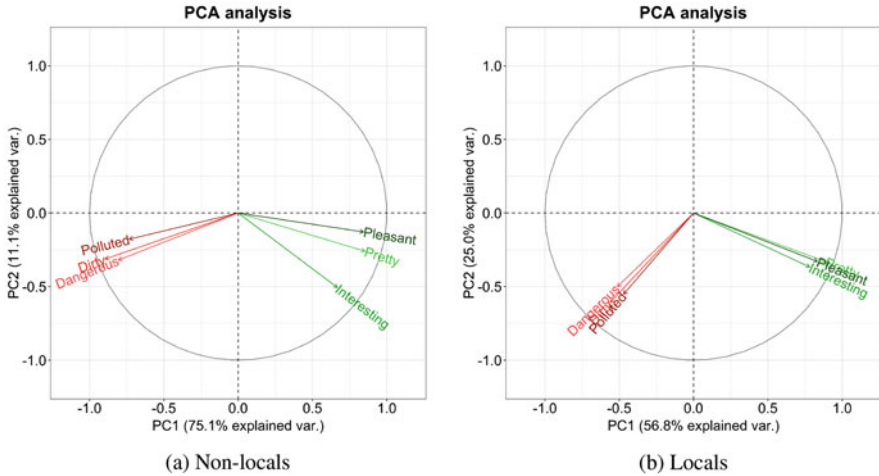 PCA analysis
PC2 (11.1% explained var.)
1.0
0.5
0.0
-0.5
-1.0
Polluted
Dirty
Dangerous
Pleasant
Pretty
Interesting
-1.0 -0.5 0.0 0.5 1.0
PC1 (75.1% explained var.)
(a) Non-locals
PCA analysis
PC2 (25.0% explained var.)
1.0
0.5
0.0
-0.5
-1.0
Dangerous
Polluted
Pretty
Pleasant
Interesting
-1.0 -0.5 0.0 0.5 1.0
PC1 (56.8% explained var.)
(b) Locals